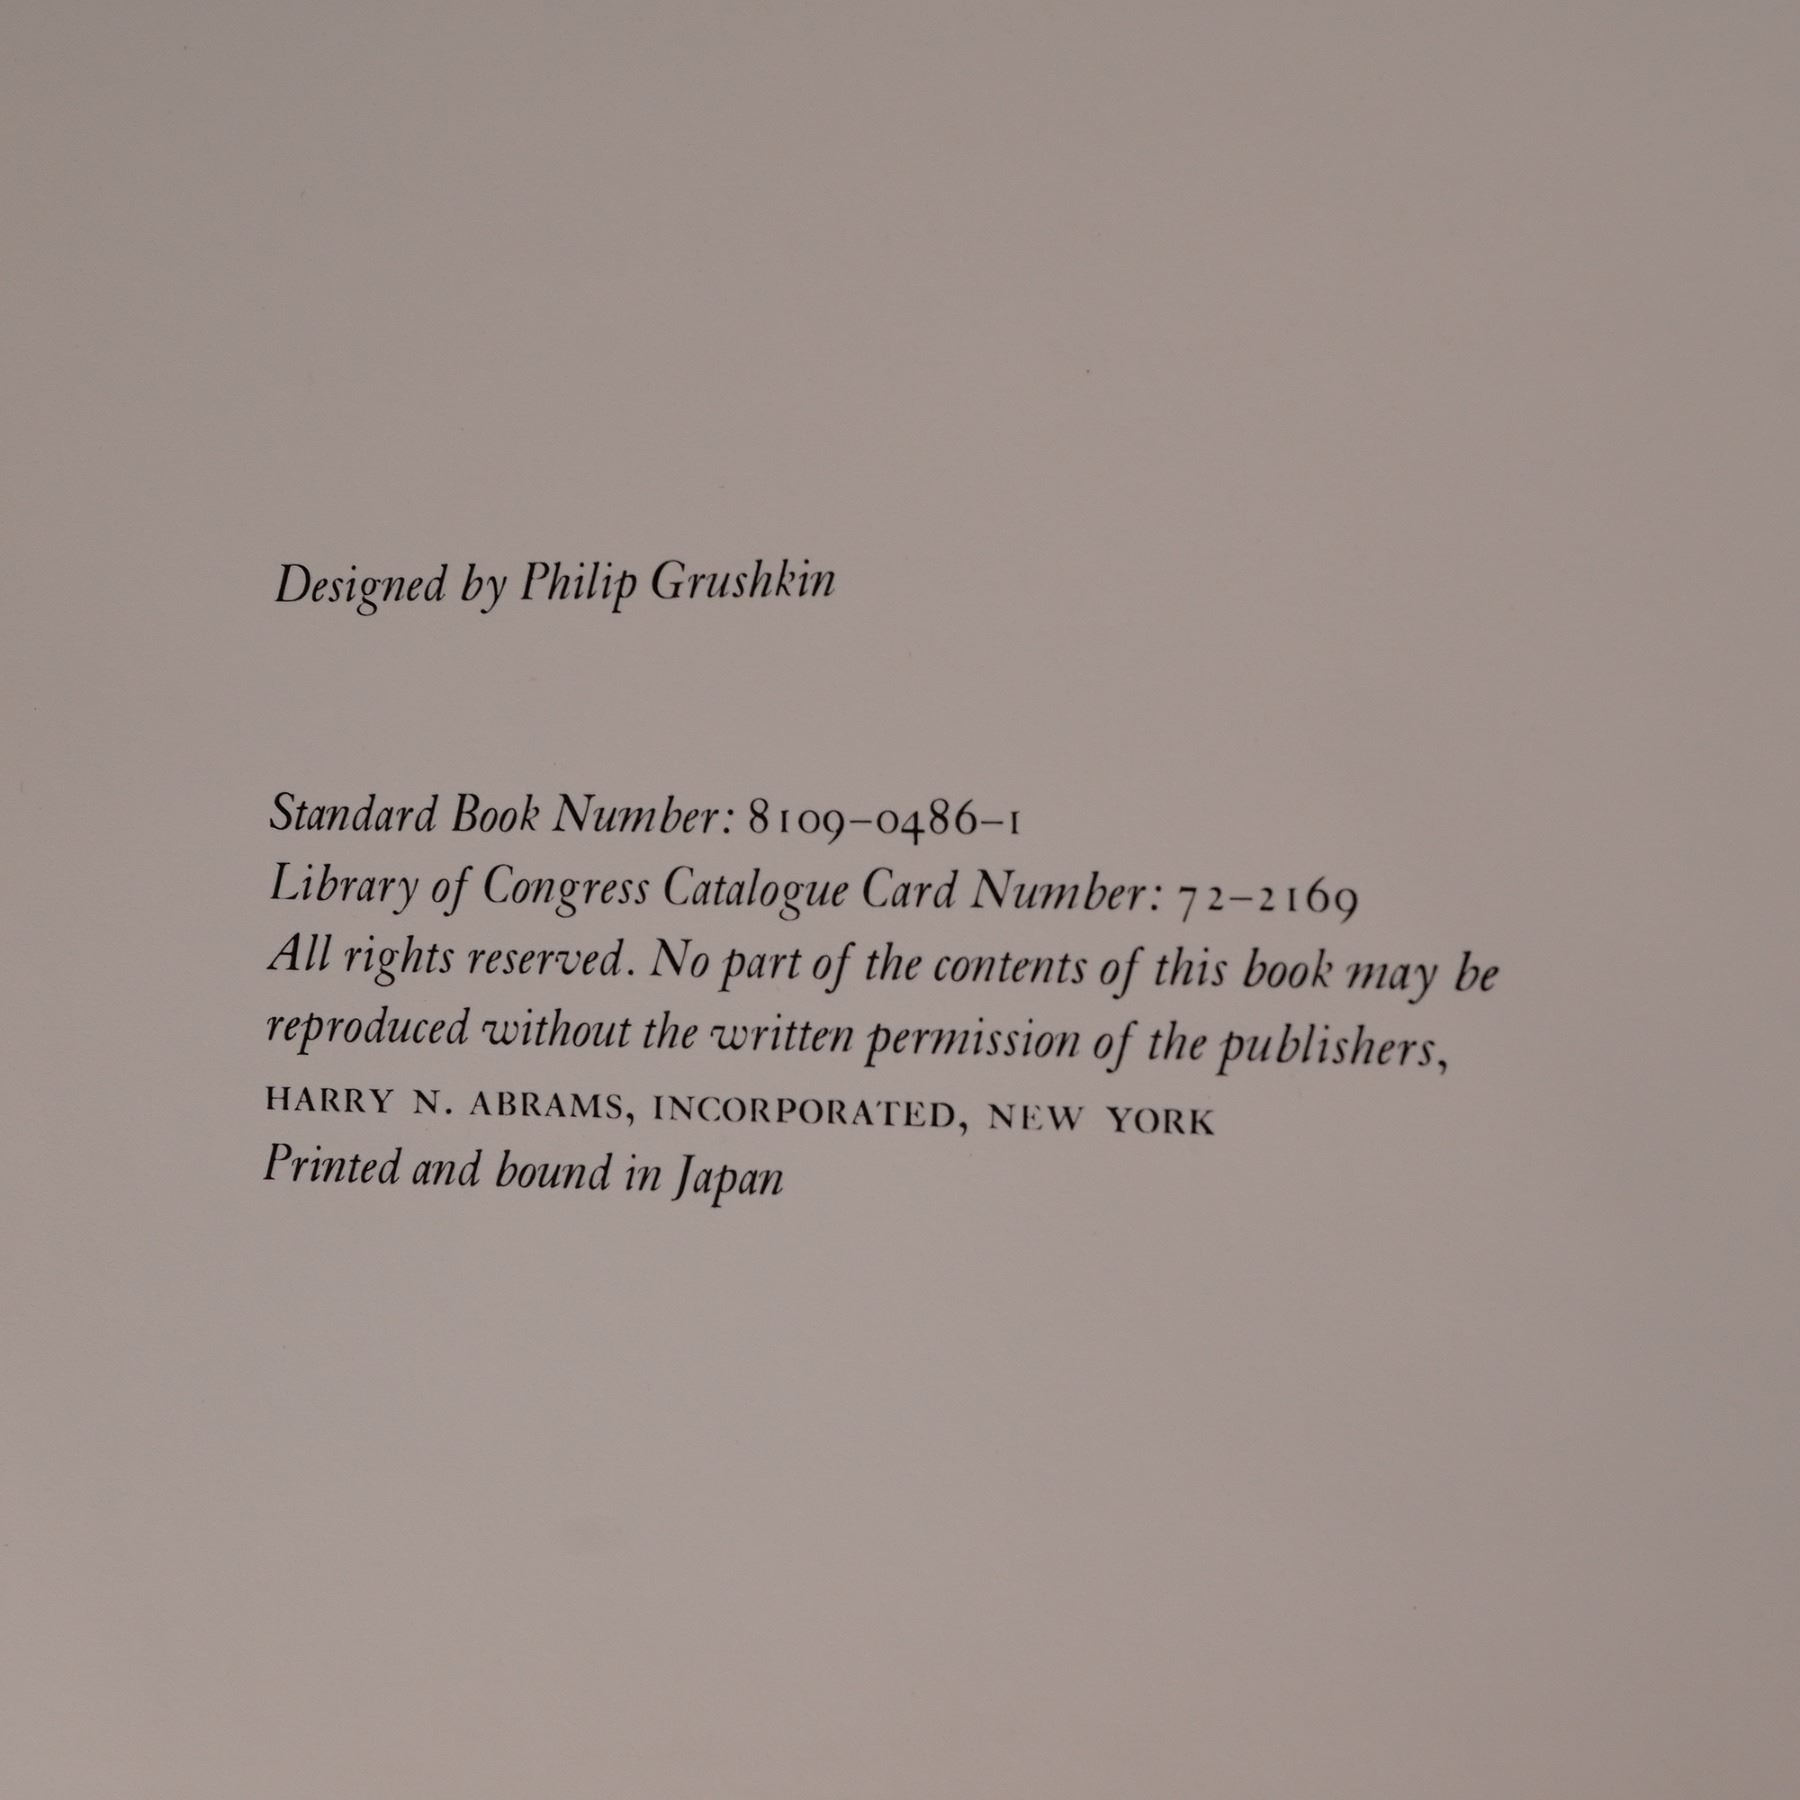 Designed by Philip Grushkin
Standard Book Number: 8109–0486–1
Library of Congress Catalogue Card Number: 72–2169
All rights reserved. No part of the contents of this book may be
reproduced without the written permission of the publishers,
HARRY N. ABRAMS, INCORPORATED, NEW YORK
Printed and bound in Japan